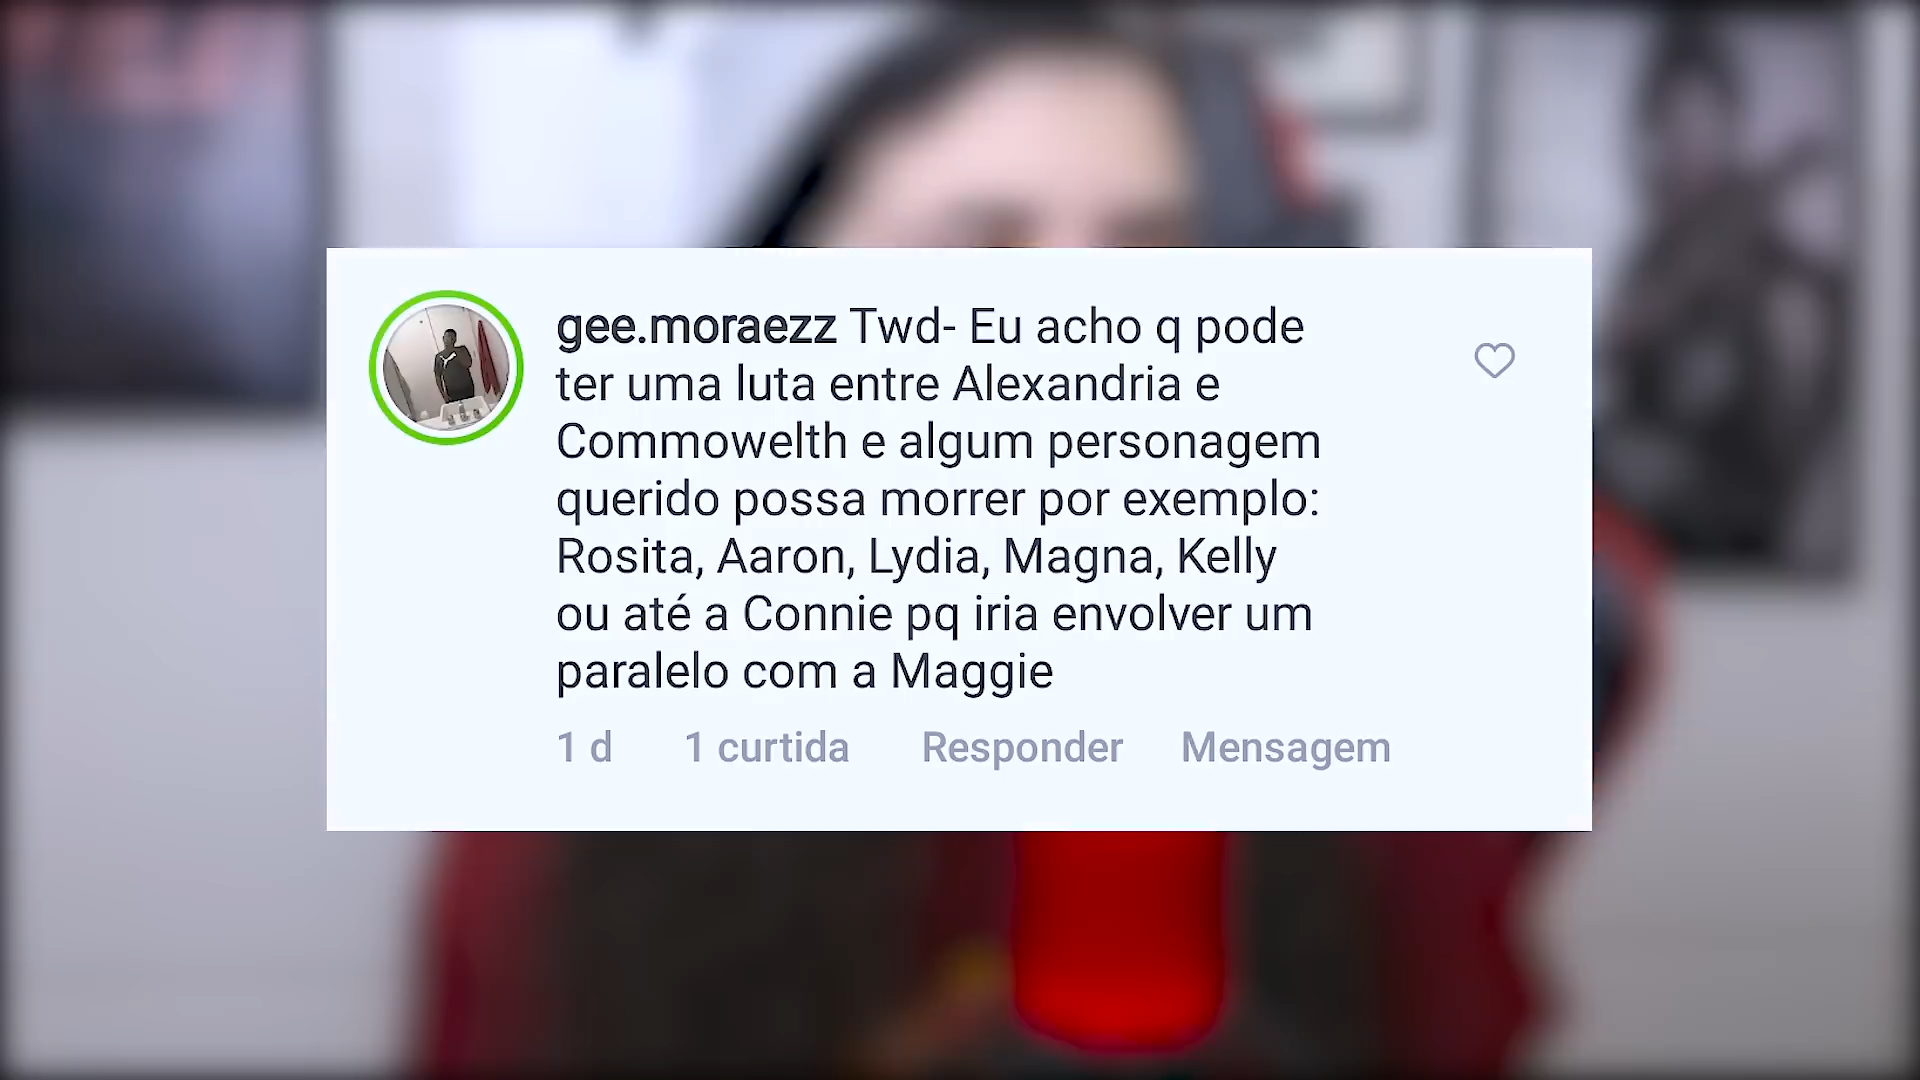 gee.moraezz Twd- Eu acho q pode
ter uma luta entre Alexandria e
Commowelth e algum personagem
querido possa morrer por exemplo:
Rosita, Aaron, Lydia, Magna, Kelly
ou até a Connie pq iria envolver um
paralelo com a Maggie
1 d 1 curtida Responder Mensagem